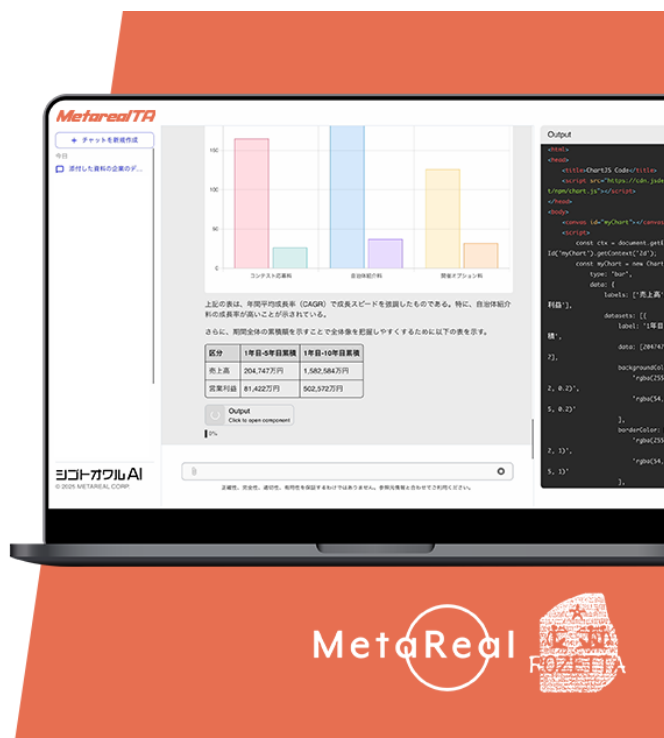 MetarealTA
+ チャットを新規作成
今日
添付した資料の企業のデ...
150
100
50
0
コンテスト応募料
自治体紹介料
開催オプション料
上記の表は、年間平均成長率（CAGR）で成長スピードを強調したものである。特に、自治体紹介
料の成長率が高いことが示されている。
さらに、期間全体の累積額を示すことで全体像を把握しやすくするために以下の表を示す。
区分 1年目-5年目累積 1年目-10年目累積
売上高 204,747万円 1,582,584万円
営業利益 81,422万円 502,572万円
Output
Click to open component
0%
正確性、完全性、適切性、有用性を保証するわけではありません。参照元情報と合わせてご利用ください。
シゴトオワルAI
© 2025 METAREAL CORP.
Output
<html>
<head>
<title>ChartJS Code</title>
<script src="https://cdn.jsde
t/npm/chart.js"></script>
</head>
<body>
<canvas id="myChart"></canvas
<script>
const ctx = document.getE
Id("myChart").getContext("2d");
const myChart = new Chart
type: "bar",
data: {
labels: ["売上高"
利益"],
datasets: [{
label: '1年目
積',
data: [204747
2],
backgroundCol
'rgba(255
2, 0.2)',
'rgba(54,
5, 0.2)'
],
borderColor:
'rgba(255
2, 1)',
'rgba(54,
5, 1)'
],
MetaReal
ROZETTA